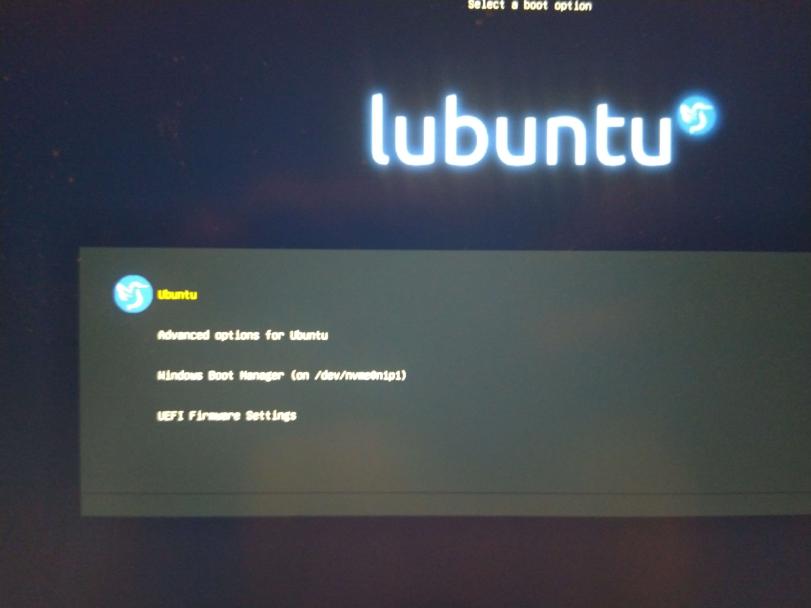 Select a boot option
lubuntu
Ubuntu
Advanced options for Ubuntu
Windows Boot Manager (on /dev/nvme0n1p1)
UEFI Firmware Settings